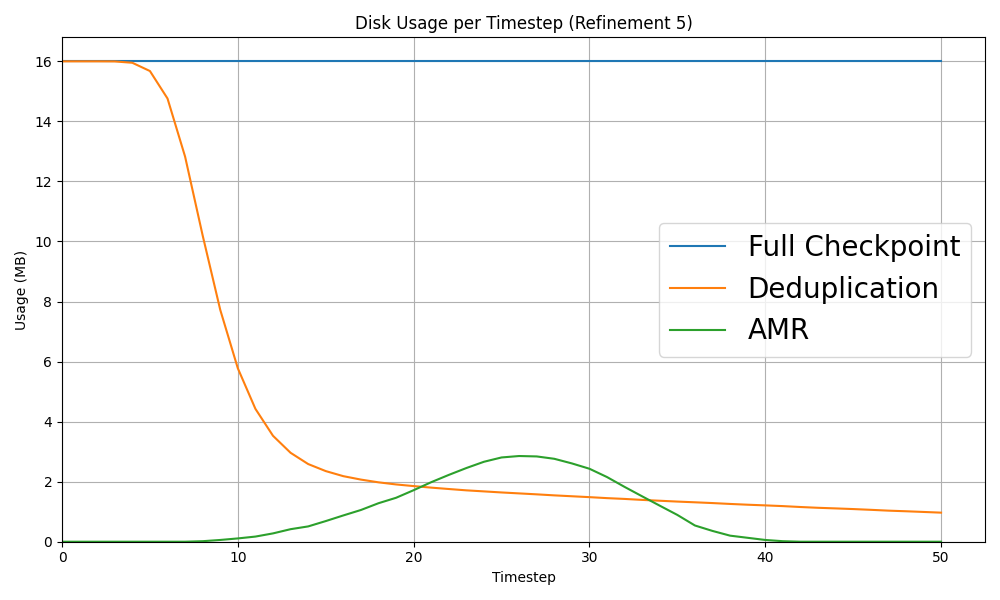 Disk Usage per Timestep (Refinement 5)
Usage (MB)
16
14
12
10
8
6
4
2
0
Full Checkpoint
Deduplication
AMR
0 10 20 30 40 50
Timestep